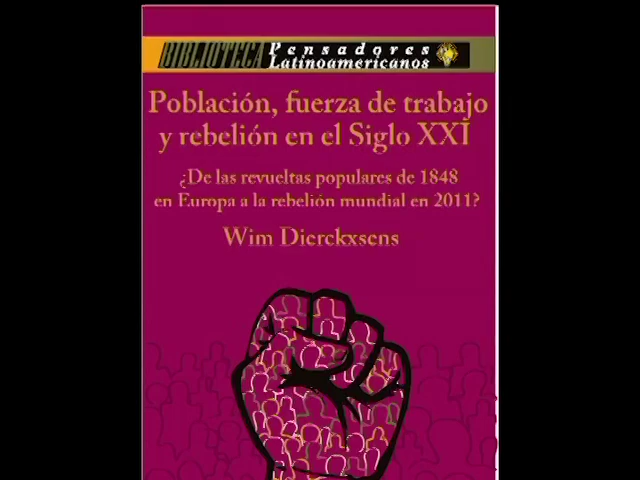 BIBLIOTECA Pensadores
Latinoamericanos
Población, fuerza de trabajo
y rebelión en el Siglo XXI
¿De las revueltas populares de 1848
en Europa a la rebelión mundial en 2011?
Wim Dierckxsens